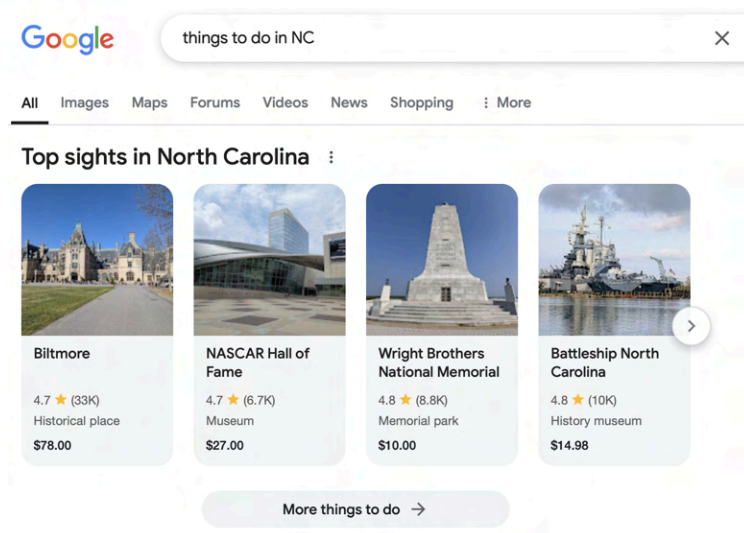 Google
things to do in NC
All Images Maps Forums Videos News Shopping More
Top sights in North Carolina
Biltmore
4.7 (33K)
Historical place
$78.00
NASCAR Hall of
Fame
4.7 (6.7K)
Museum
$27.00
Wright Brothers
National Memorial
4.8 (8.8K)
Memorial park
$10.00
Battleship North
Carolina
4.8 (10K)
History museum
$14.98
More things to do